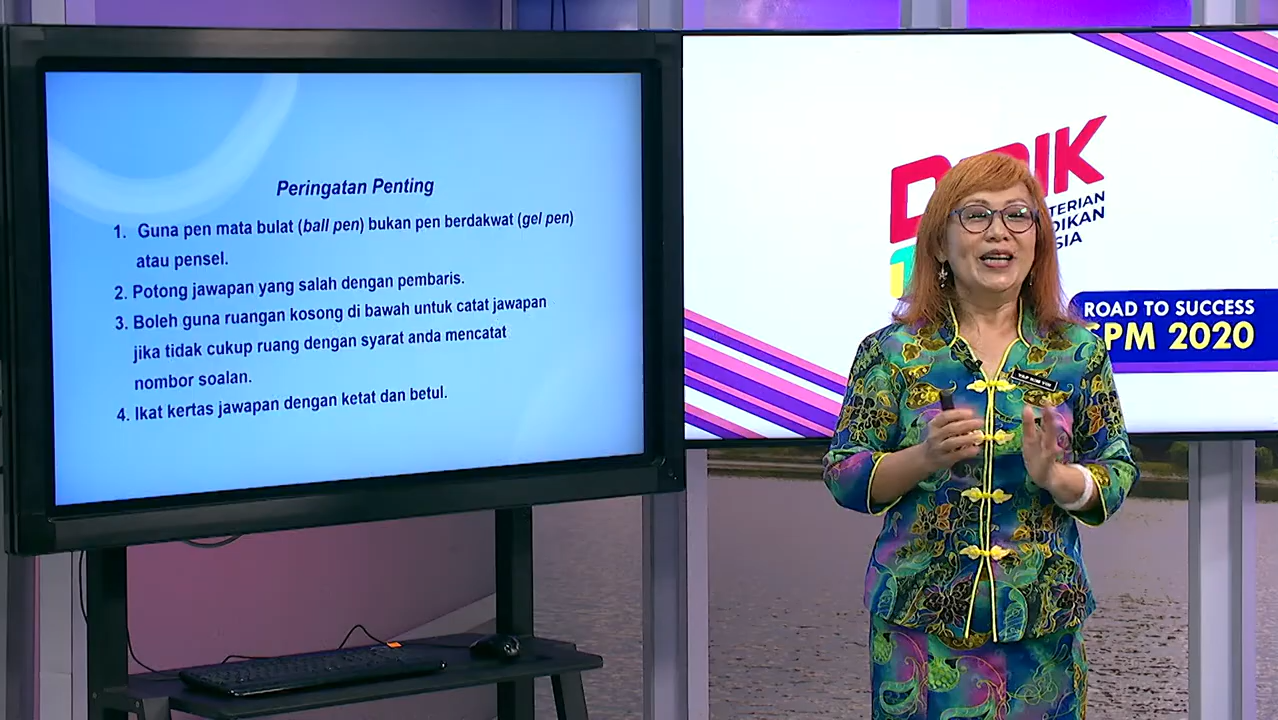 Peringatan Penting
1. Guna pen mata bulat (ball pen) bukan pen berdakwat (gel pen)
atau pensel.
2. Potong jawapan yang salah dengan pembaris.
3. Boleh guna ruangan kosong di bawah untuk catat jawapan
jika tidak cukup ruang dengan syarat anda mencatat
nombor soalan.
4. Ikat kertas jawapan dengan ketat dan betul.
ROAD TO SUCCESS
SPM 2020